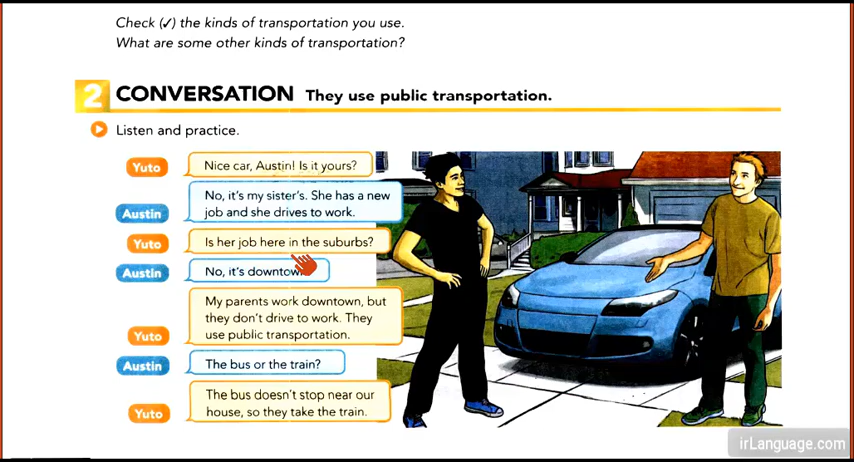 Check (✓) the kinds of transportation you use.
What are some other kinds of transportation?
2 CONVERSATION They use public transportation.
Listen and practice.
Yuto Nice car, Austin! Is it yours?
No, it's my sister's. She has a new
Austin job and she drives to work.
Yuto Is her job here in the suburbs?
Austin No, it's downtow
My parents work downtown, but
they don't drive to work. They
Yuto use public transportation.
Austin The bus or the train?
The bus doesn't stop near our
Yuto house, so they take the train.
irLanguage.com